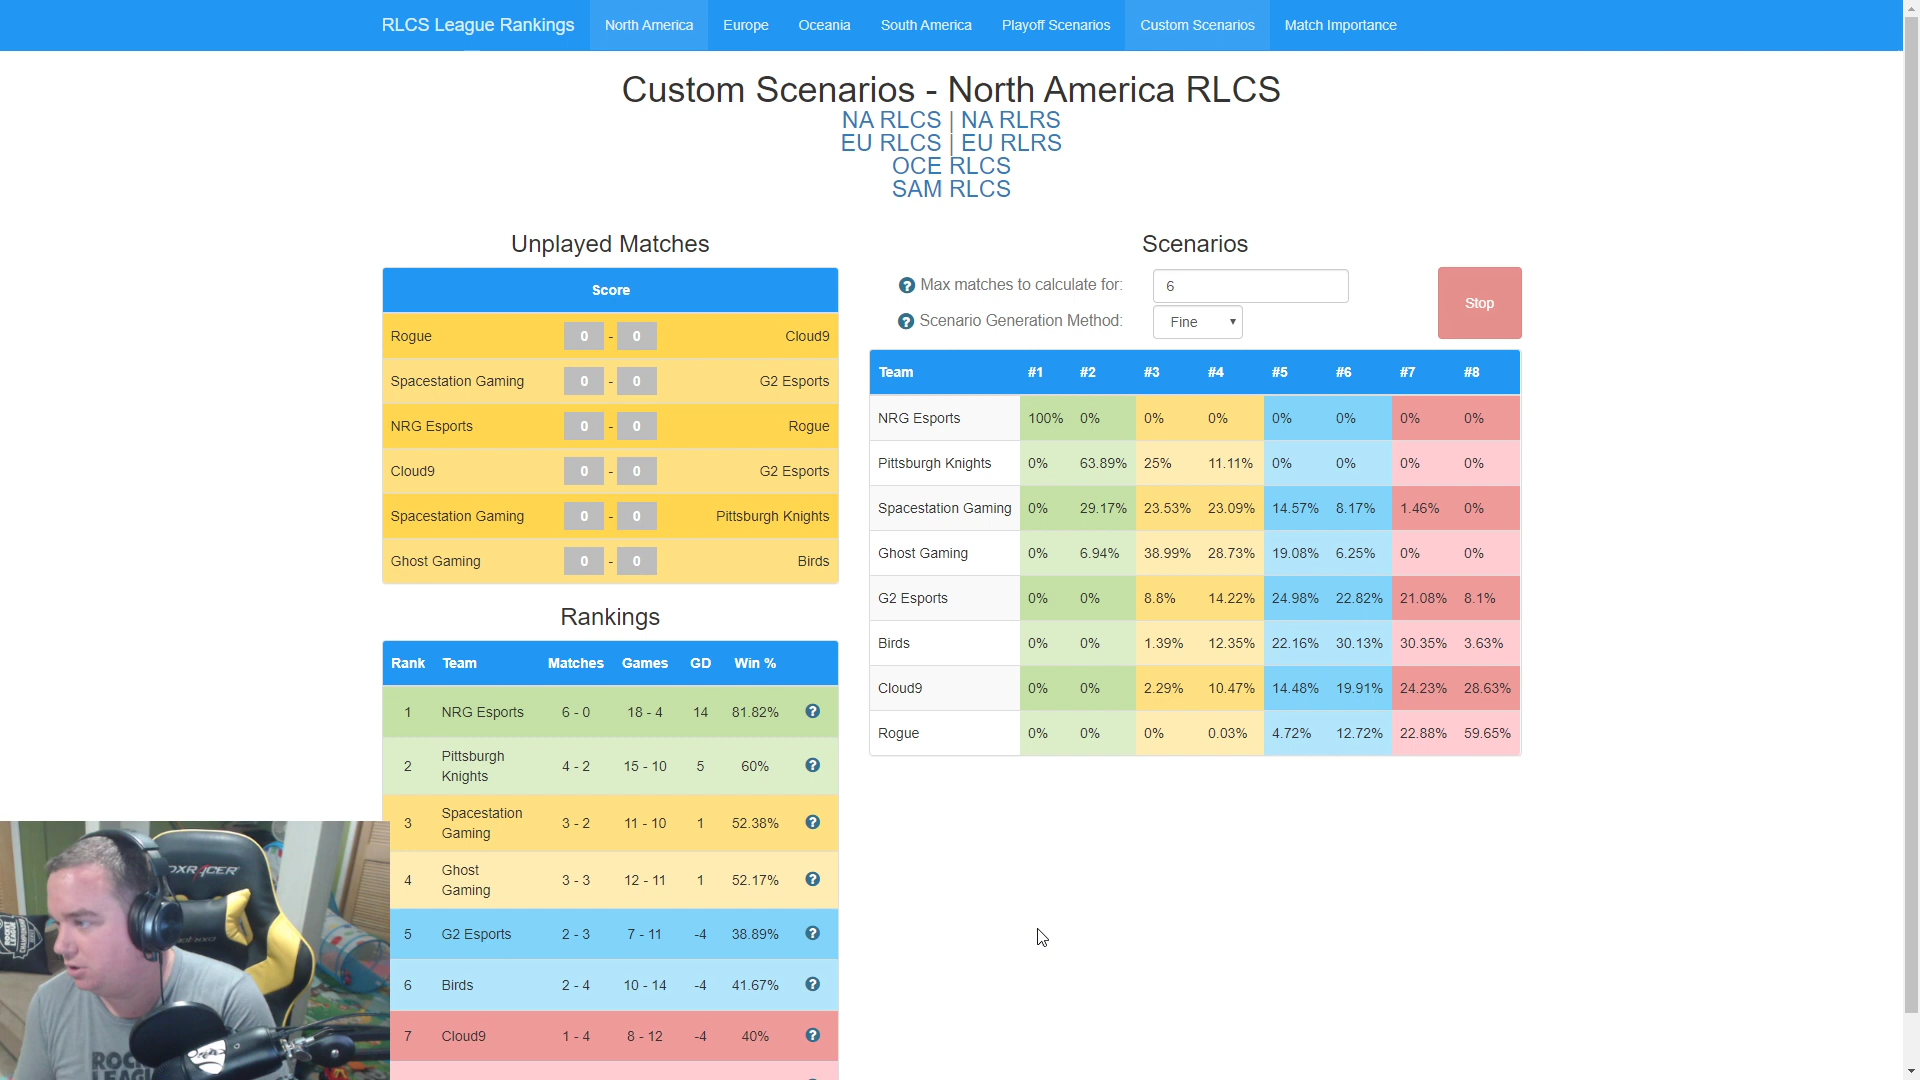 RLCS League Rankings North America Europe Oceania South America Playoff Scenarios Custom Scenarios Match Importance
Custom Scenarios - North America RLCS
NA RLCS | NA RLRS
EU RLCS | EU RLRS
OCE RLCS
SAM RLCS
Unplayed Matches
Score
Rogue 0 - 0 Cloud9
Spacestation Gaming 0 - 0 G2 Esports
NRG Esports 0 - 0 Rogue
Cloud9 0 - 0 G2 Esports
Spacestation Gaming 0 - 0 Pittsburgh Knights
Ghost Gaming 0 - 0 Birds
Rankings
Rank Team Matches Games GD Win %
1 NRG Esports 6 - 0 18 - 4 14 81.82% ?
2 Pittsburgh Knights 4 - 2 15 - 10 5 60% ?
3 Spacestation Gaming 3 - 2 11 - 10 1 52.38% ?
4 Ghost Gaming 3 - 3 12 - 11 1 52.17% ?
5 G2 Esports 2 - 3 7 - 11 -4 38.89% ?
6 Birds 2 - 4 10 - 14 -4 41.67% ?
7 Cloud9 1 - 4 8 - 12 -4 40% ?
Scenarios
? Max matches to calculate for: 6
? Scenario Generation Method: Fine
Stop
Team #1 #2 #3 #4 #5 #6 #7 #8
NRG Esports 100% 0% 0% 0% 0% 0% 0% 0%
Pittsburgh Knights 0% 63.89% 25% 11.11% 0% 0% 0% 0%
Spacestation Gaming 0% 29.17% 23.53% 23.09% 14.57% 8.17% 1.46% 0%
Ghost Gaming 0% 6.94% 38.99% 28.73% 19.08% 6.25% 0% 0%
G2 Esports 0% 0% 8.8% 14.22% 24.98% 22.82% 21.08% 8.1%
Birds 0% 0% 1.39% 12.35% 22.16% 30.13% 30.35% 3.63%
Cloud9 0% 0% 2.29% 10.47% 14.48% 19.91% 24.23% 28.63%
Rogue 0% 0% 0% 0.03% 4.72% 12.72% 22.88% 59.65%
DXRACER